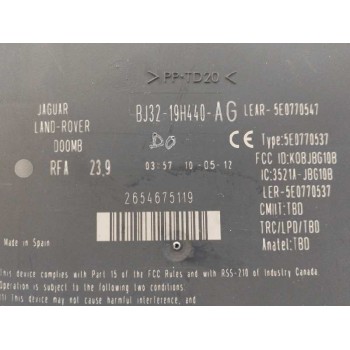 >PP-TD20<
JAGUAR
LAND-ROVER
DOOMB
RFA 23,9
BJ32-19H440-AG
03:57 10-05-12
2654675119
LEAR-5E0770547
CE Type:5E0770537
FCC ID:KOBJBG10B
IC:3521A-JBG10B
LER-5E0770537
CMIIT:TBD
TRC/LPD/TBD
Anatel:TBD
Made in Spain
This device complies with Part 15 of the FCC Rules and with RSS-210 of Industry Canada.
Operation is subject to the following two conditions:
(1) This device may not cause harmful interference, and